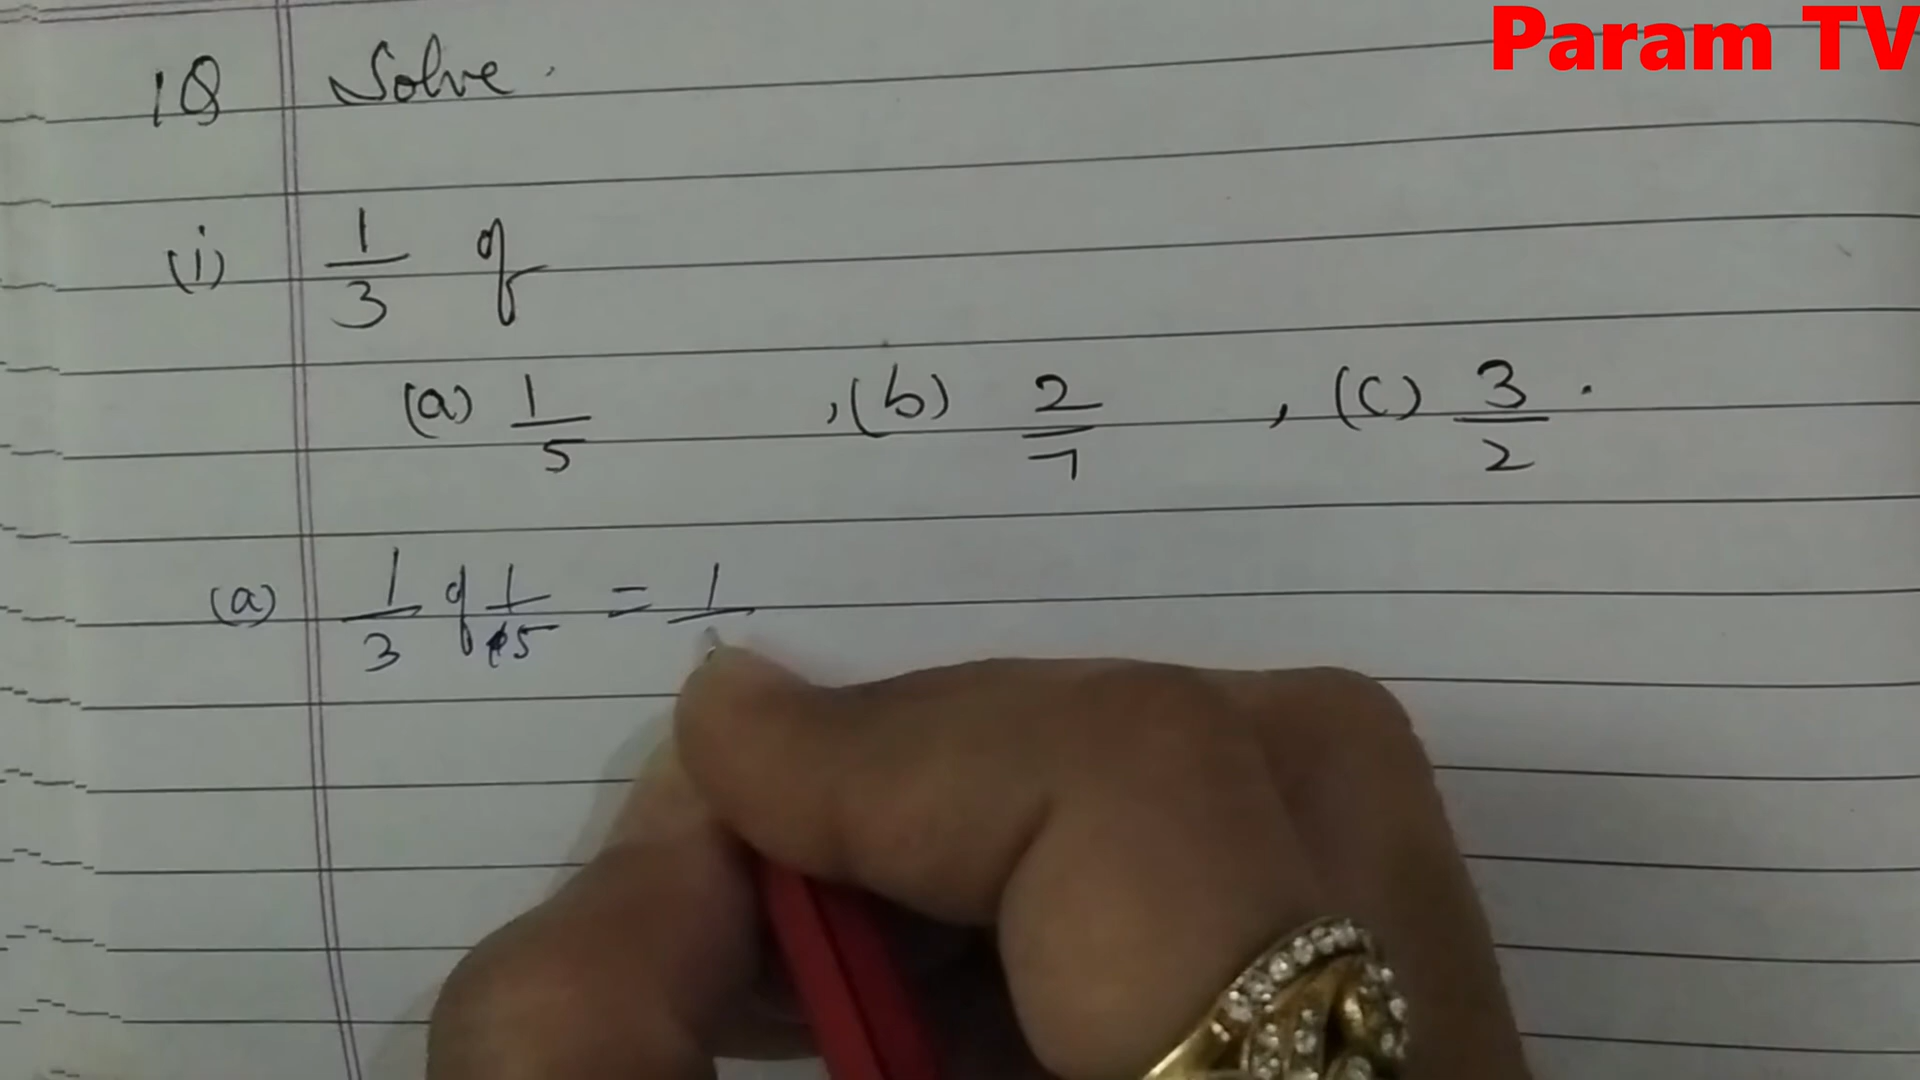 Param TV
1Q Solve.
(i) 1/3 of
(a) 1/5 , (b) 2/7 , (c) 3/2 .
(a) 1/3 of 1/5 = 1/